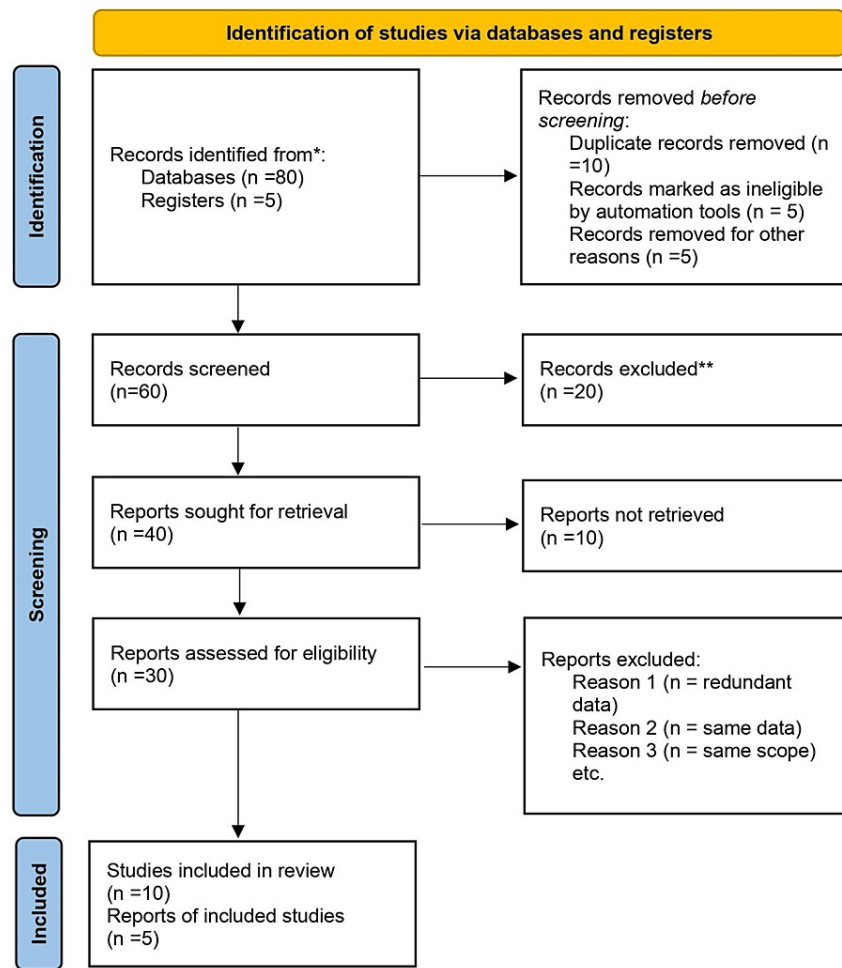 Identification of studies via databases and registers
Identification
Records identified from*:
Databases (n =80)
Registers (n =5)
Records removed before
screening:
Duplicate records removed (n
=10)
Records marked as ineligible
by automation tools (n = 5)
Records removed for other
reasons (n =5)
Screening
Records screened
(n=60)
Records excluded**
(n =20)
Reports sought for retrieval
(n =40)
Reports not retrieved
(n =10)
Reports assessed for eligibility
(n =30)
Reports excluded:
Reason 1 (n = redundant
data)
Reason 2 (n = same data)
Reason 3 (n = same scope)
etc.
Included
Studies included in review
(n =10)
Reports of included studies
(n =5)